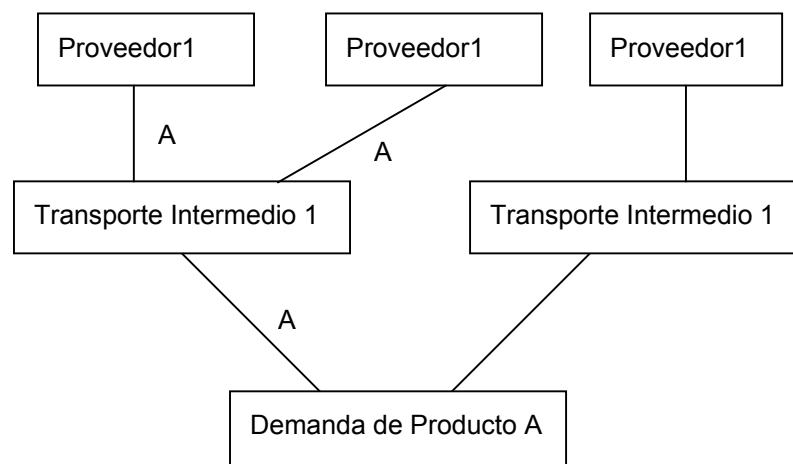 Proveedor1
Proveedor1
Proveedor1
A
A
Transporte Intermedio 1
Transporte Intermedio 1
A
Demanda de Producto A